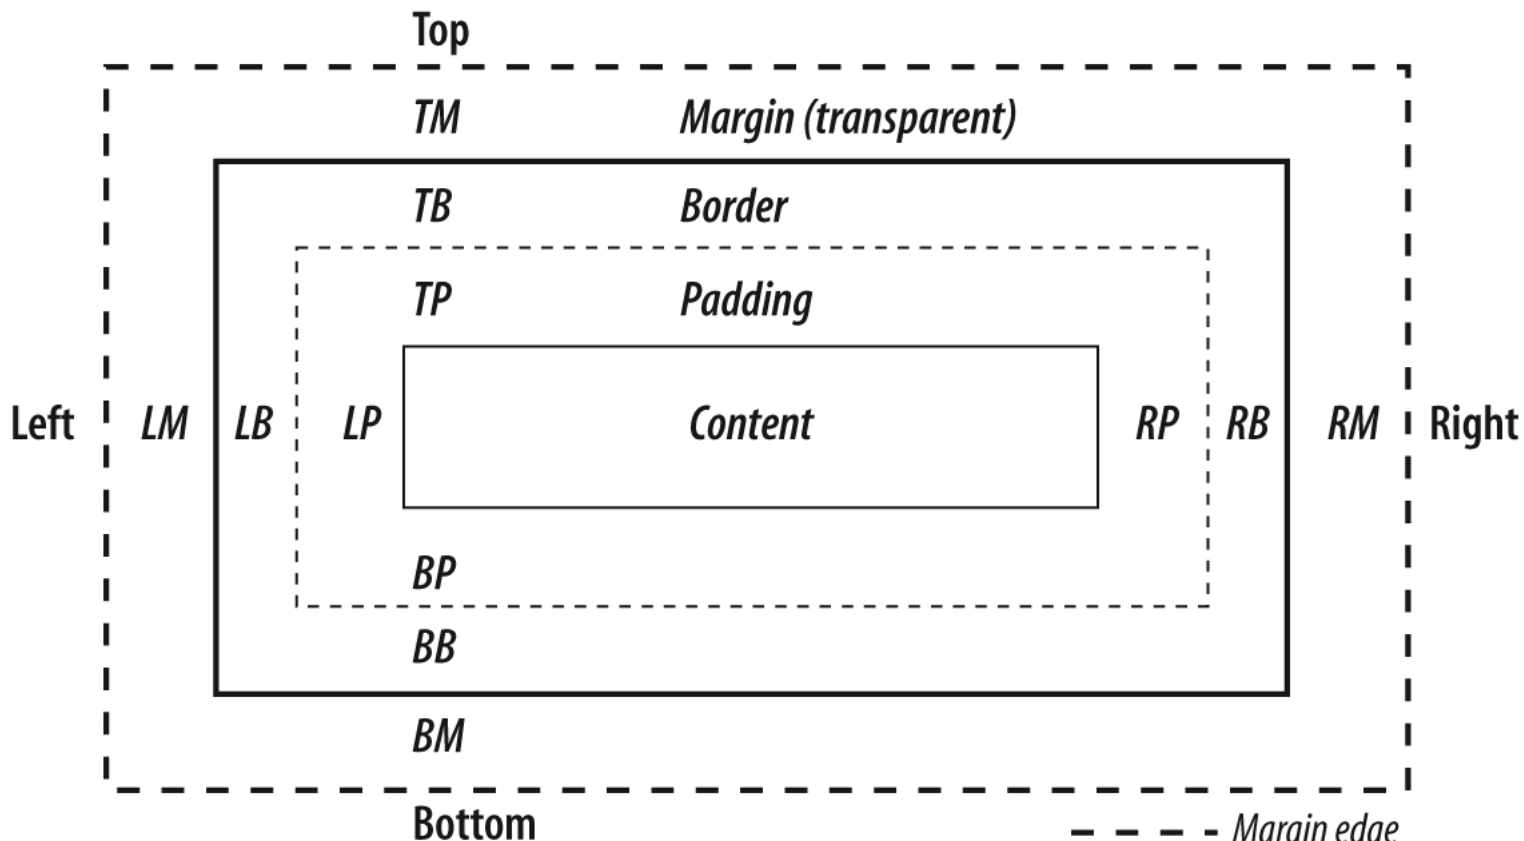 Top
TM Margin (transparent)
TB Border
TP Padding
Left LM LB LP Content RP RB RM Right
BP
BB
BM
Bottom
Margin edge